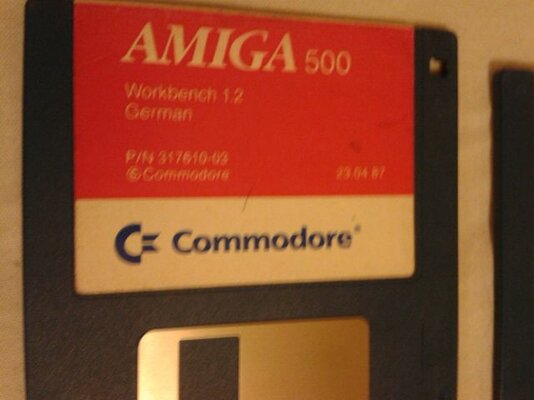 AMIGA 500
Workbench 1.2
German
P/N 317610-03
©Commodore 23.04.87
C= Commodore®